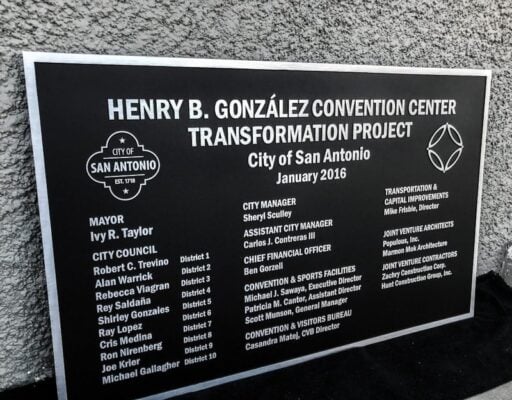 HENRY B. GONZÁLEZ CONVENTION CENTER
TRANSFORMATION PROJECT
City of San Antonio
January 2016
CITY OF
SAN ANTONIO
EST. 1718
MAYOR
Ivy R. Taylor
CITY COUNCIL
Robert C. Trevino District 1
Alan Warrick District 2
Rebecca Viagran District 3
Rey Saldaña District 4
Shirley Gonzales District 5
Ray Lopez District 6
Cris Medina District 7
Ron Nirenberg District 8
Joe Krier District 9
Michael Gallagher District 10
CITY MANAGER
Sheryl Sculley
ASSISTANT CITY MANAGER
Carlos J. Contreras III
CHIEF FINANCIAL OFFICER
Ben Gorzell
CONVENTION & SPORTS FACILITIES
Michael J. Sawaya, Executive Director
Patricia M. Cantor, Assistant Director
Scott Munson, General Manager
CONVENTION & VISITORS BUREAU
Casandra Matej, CVB Director
TRANSPORTATION &
CAPITAL IMPROVEMENTS
Mike Frisbie, Director
JOINT VENTURE ARCHITECTS
Populous, Inc.
Marmon Mok Architecture
JOINT VENTURE CONTRACTORS
Zachry Construction Corp.
Hunt Construction Group, Inc.